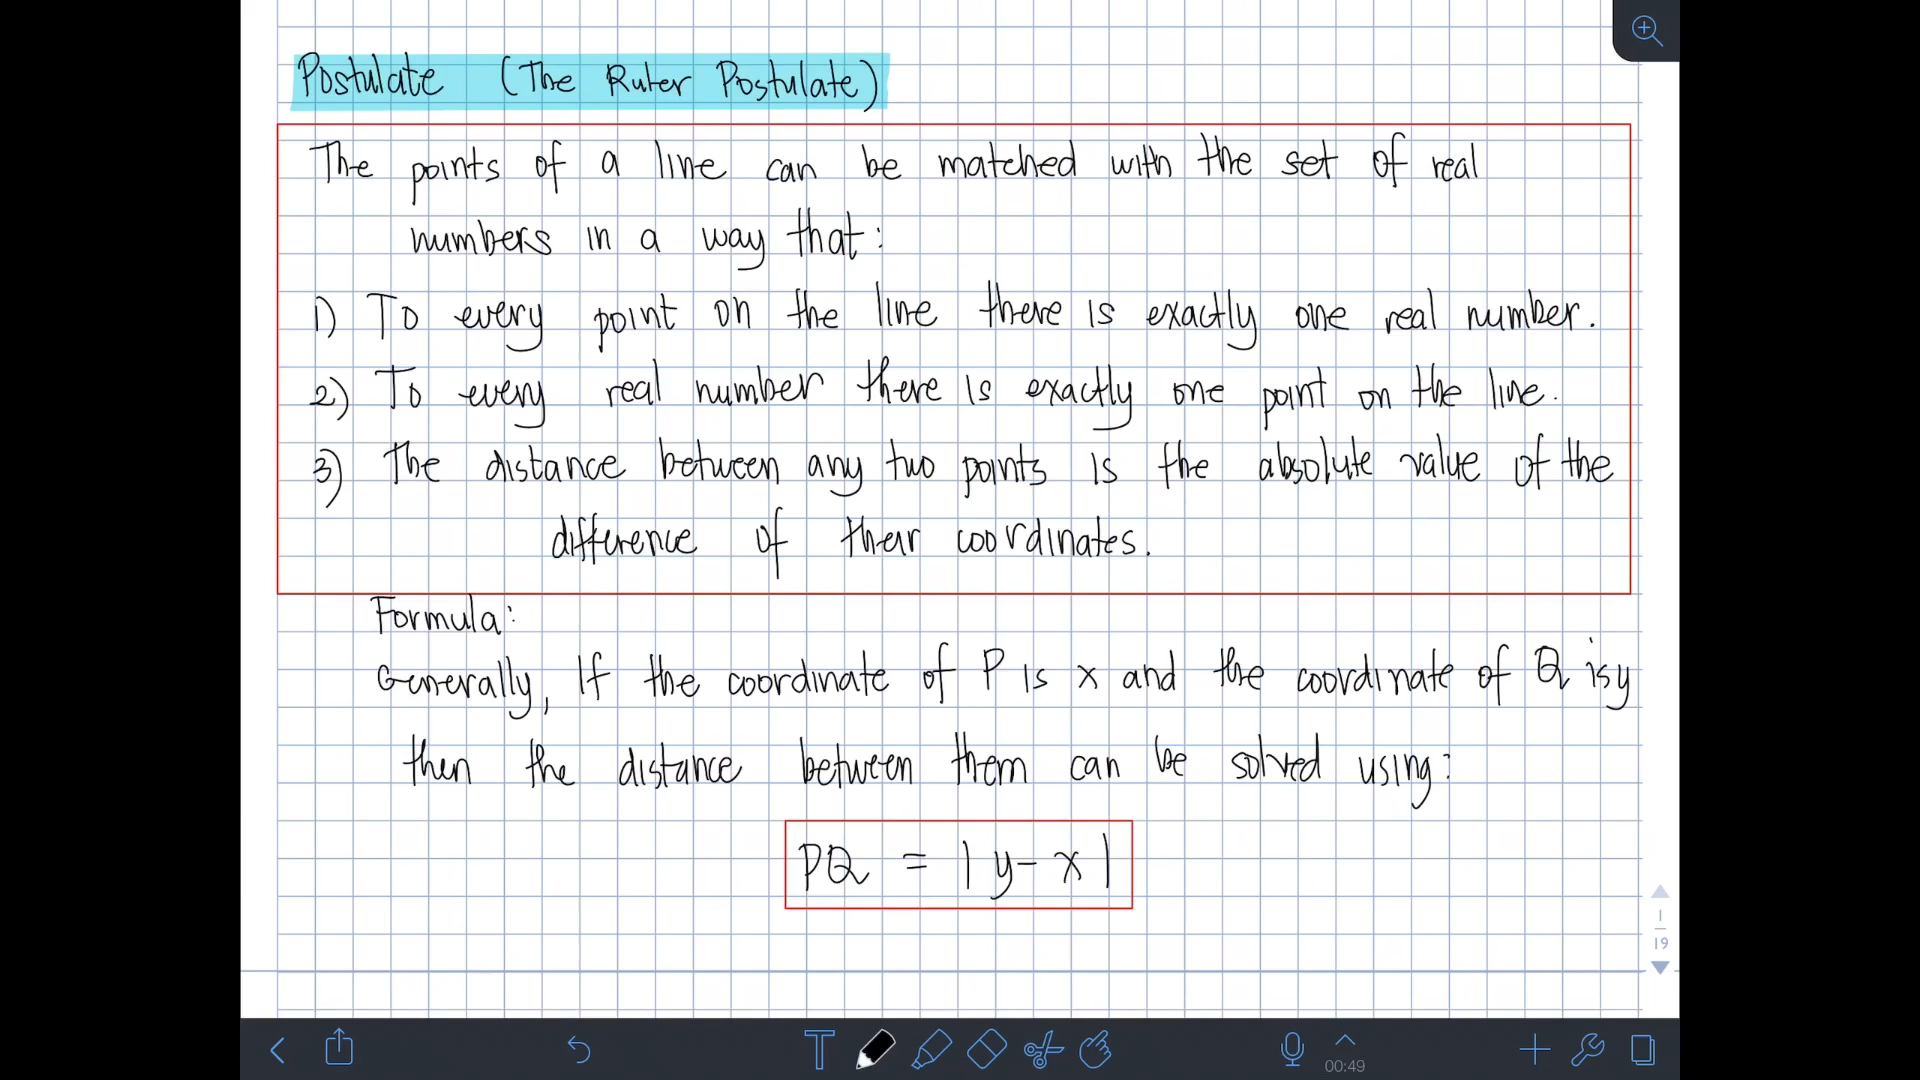 Postulate (The Ruler Postulate)
The points of a line can be matched with the set of real
numbers in a way that:
1) To every point on the line there is exactly one real number.
2) To every real number there is exactly one point on the line.
3) The distance between any two points is the absolute value of the
difference of their coordinates.
Formula:
Generally, If the coordinate of P is x and the coordinate of Q is y
then the distance between them can be solved using:
PQ = |y - x|
1
19
T
00:49